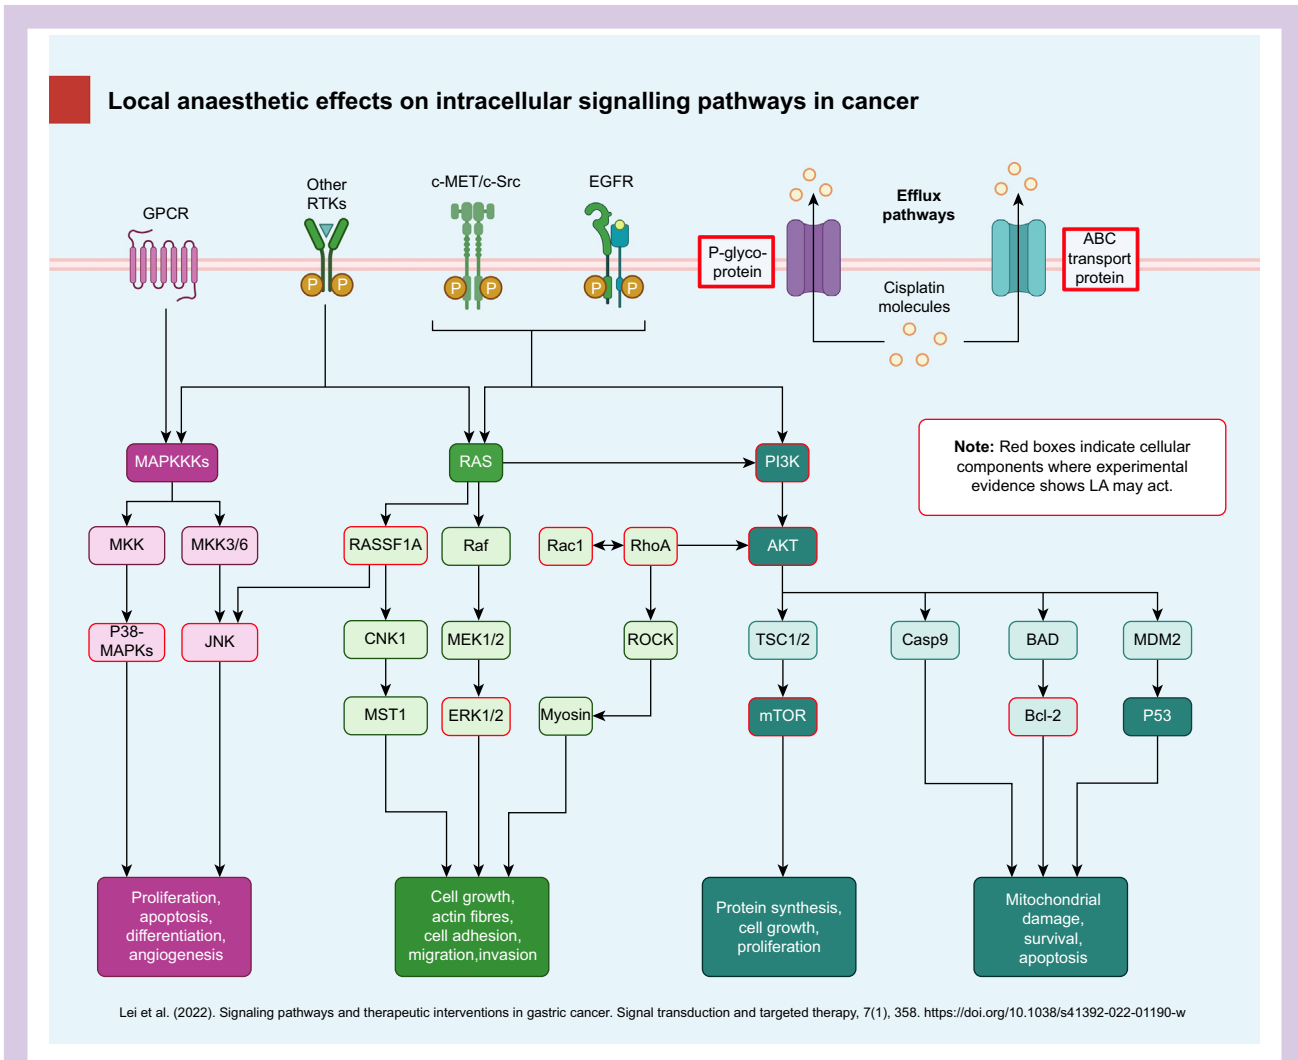 Local anaesthetic effects on intracellular signalling pathways in cancer
GPCR
Other
RTKs
c-MET/c-Src
EGFR
Efflux
pathways
P-glyco-
protein
ABC
transport
protein
P P
P P
P P
Cisplatin
molecules
Note: Red boxes indicate cellular
components where experimental
evidence shows LA may act.
MAPKKKs
RAS
PI3K
MKK
MKK3/6
RASSF1A
Raf
Rac1
RhoA
AKT
P38-
MAPKs
JNK
CNK1
MEK1/2
ROCK
TSC1/2
Casp9
BAD
MDM2
MST1
ERK1/2
Myosin
mTOR
Bcl-2
P53
Proliferation,
apoptosis,
differentiation,
angiogenesis
Cell growth,
actin fibres,
cell adhesion,
migration,invasion
Protein synthesis,
cell growth,
proliferation
Mitochondrial
damage,
survival,
apoptosis
Lei et al. (2022). Signaling pathways and therapeutic interventions in gastric cancer. Signal transduction and targeted therapy, 7(1), 358. https://doi.org/10.1038/s41392-022-01190-w